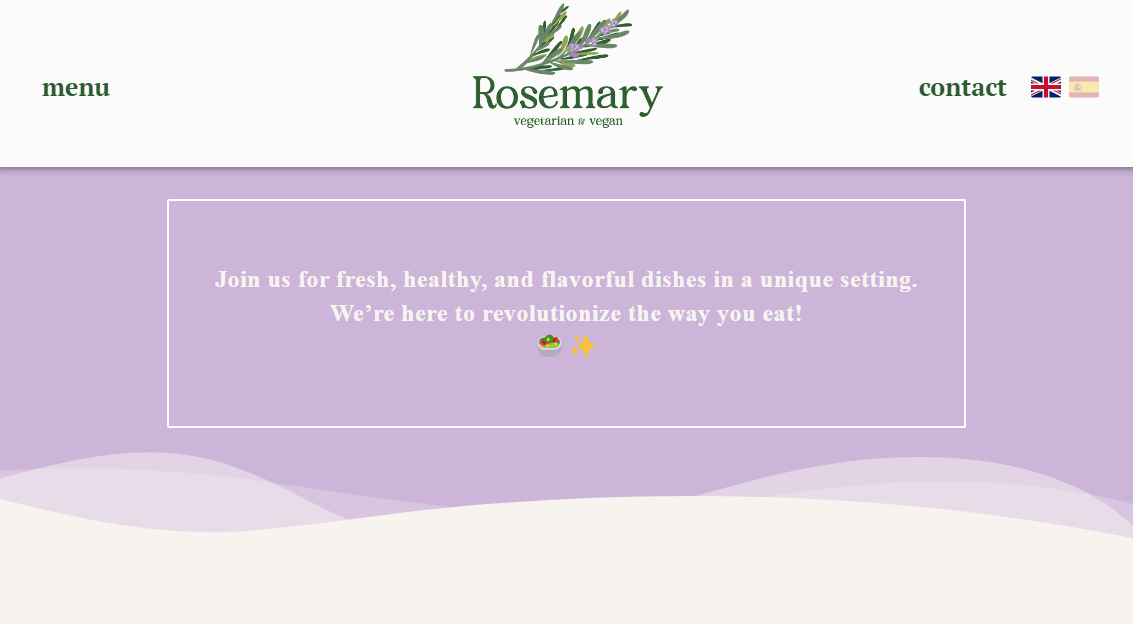 menu
Rosemary
vegetarian & vegan
contact
Join us for fresh, healthy, and flavorful dishes in a unique setting.
We’re here to revolutionize the way you eat!
🥗 ✨